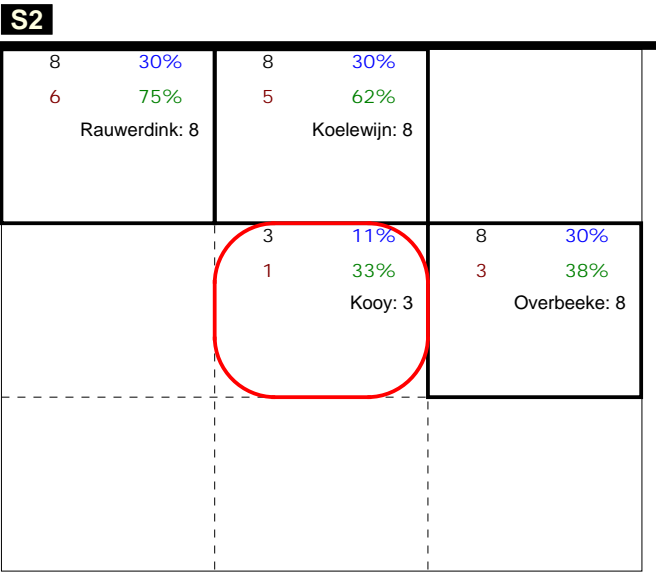 S2
8 30% 8 30%
6 75% 5 62%
Rauwerdink: 8 Koelewijn: 8
3 11% 8 30%
1 33% 3 38%
Kooy: 3 Overbeeke: 8